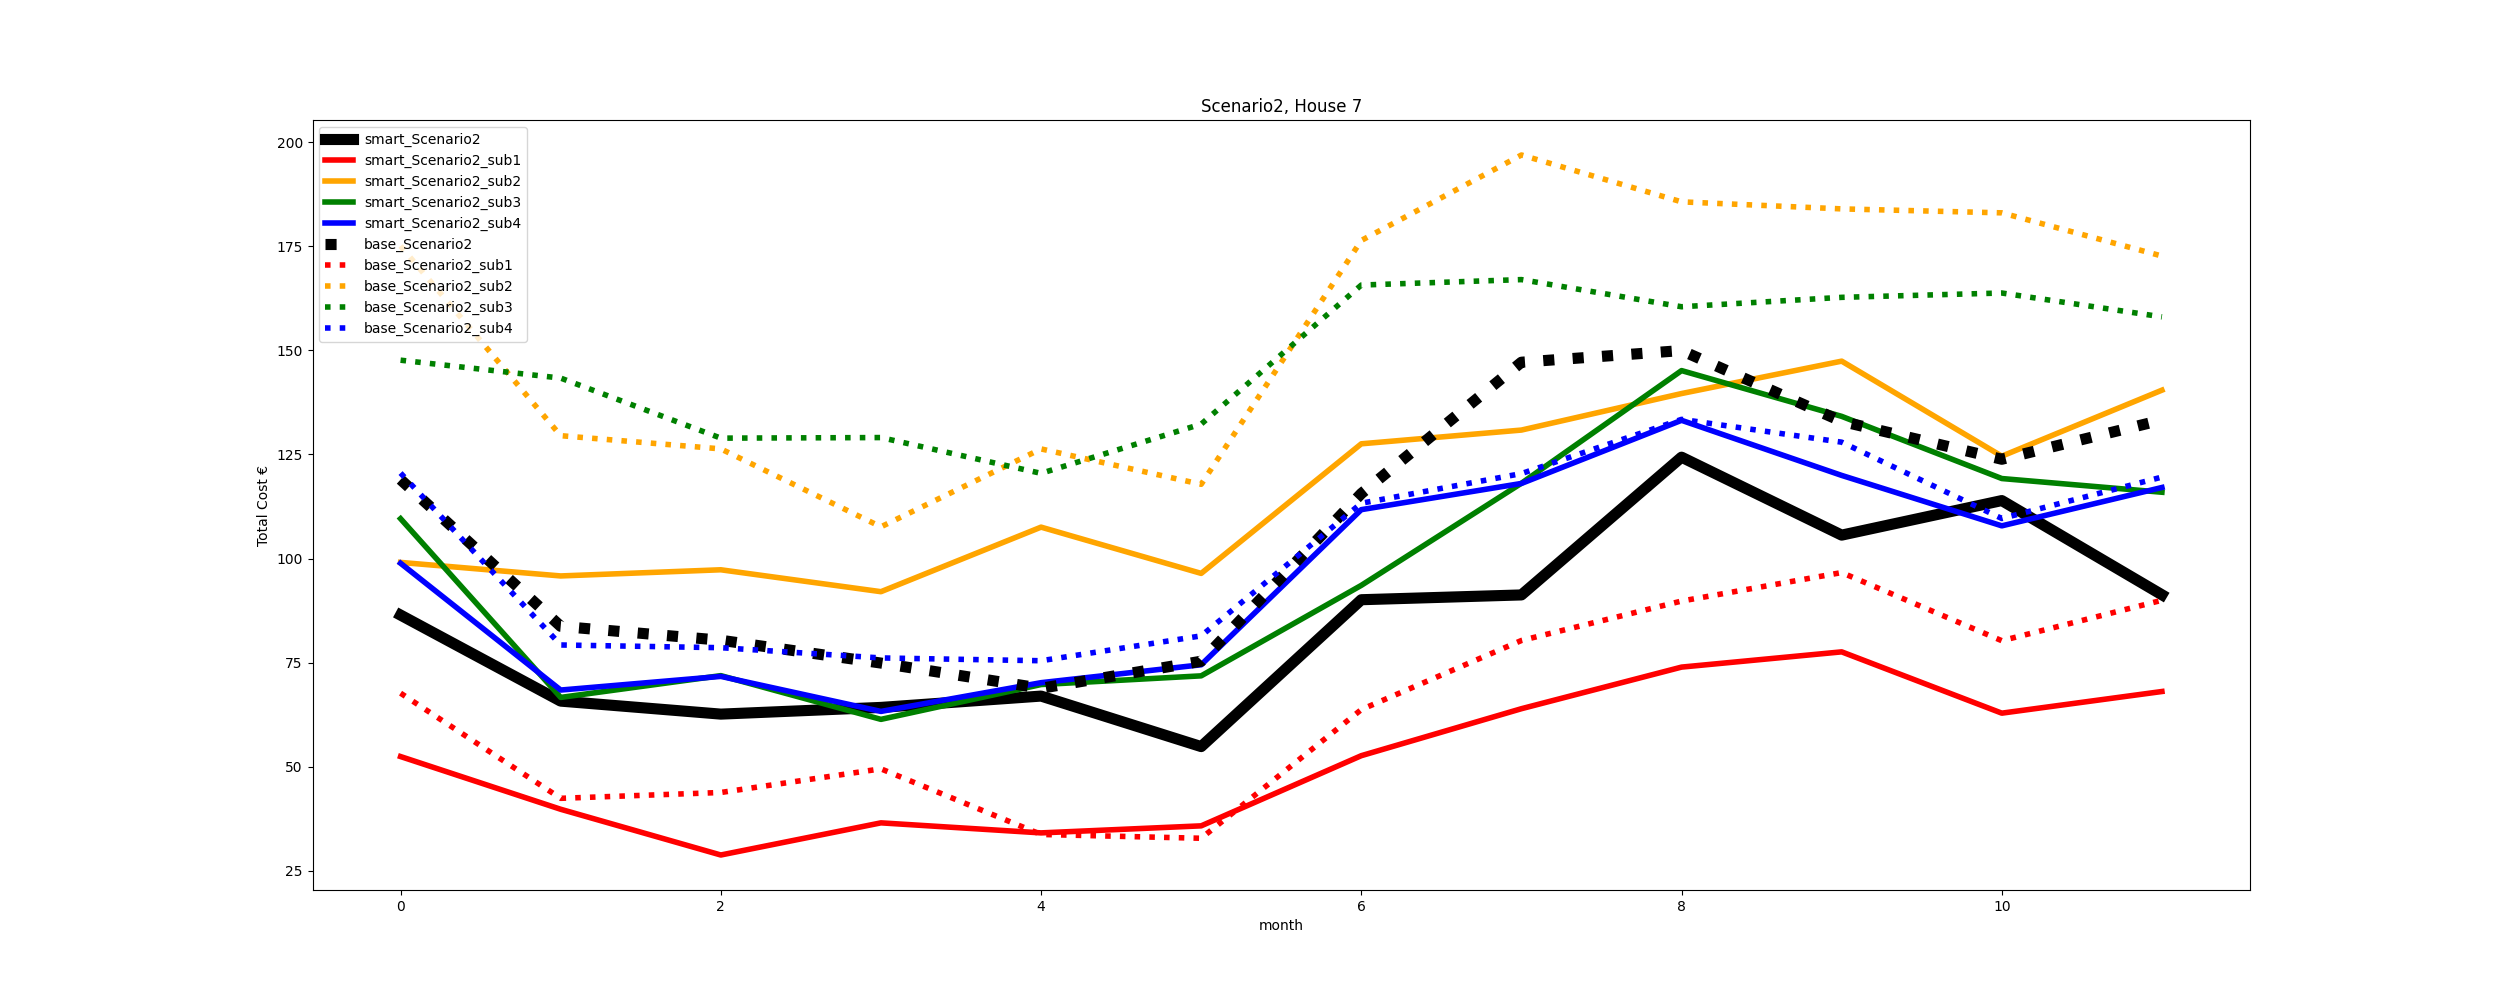 Scenario2, House 7
200
175
150
125
100
75
50
25
Total Cost €
smart_Scenario2
smart_Scenario2_sub1
smart_Scenario2_sub2
smart_Scenario2_sub3
smart_Scenario2_sub4
base_Scenario2
base_Scenario2_sub1
base_Scenario2_sub2
base_Scenario2_sub3
base_Scenario2_sub4
0 2 4 6 8 10
month